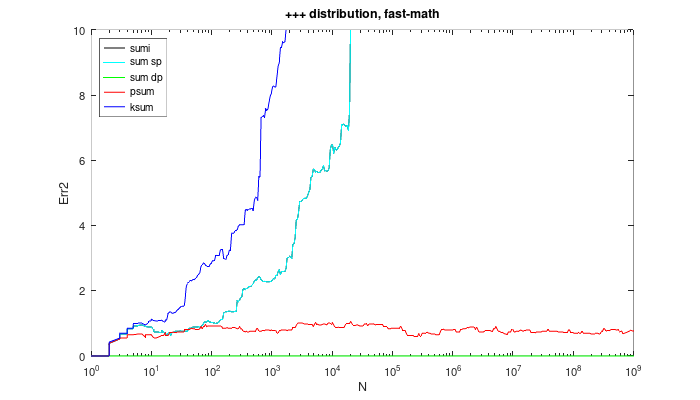 +++ distribution, fast-math
10
8
6
4
2
0
Err2
sumi
sum sp
sum dp
psum
ksum
10^0 10^1 10^2 10^3 10^4 10^5 10^6 10^7 10^8 10^9
N